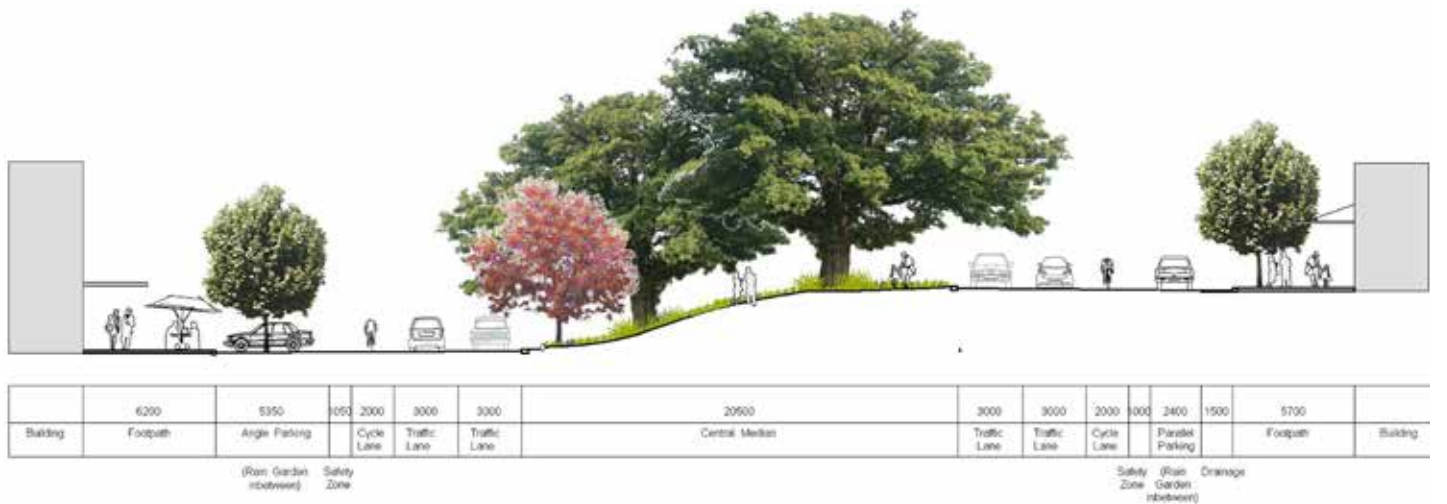 6200 5350 1050 2000 3000 3000 20500 3000 3000 2000 1000 2400 1500 5700
Building Footpath Angle Parking Cycle Lane Traffic Lane Traffic Lane Central Median Traffic Lane Traffic Lane Cycle Lane Parallel Parking Footpath Building
(Rain Garden inbetween) Safety Zone Safety Zone (Rain Garden inbetween) Drainage